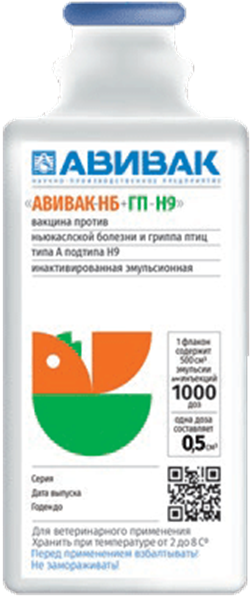 АВИВАК
НАУЧНО-ПРОИЗВОДСТВЕННОЕ ПРЕДПРИЯТИЕ
«АВИВАК-НБ+ГП-Н9»
вакцина против
ньюкаслской болезни и гриппа птиц
типа А подтипа Н9
инактивированная эмульсионная
1 флакон
содержит
500 см³
эмульсии
1000
доз
одна доза
составляет
0,5 см³
Серия
Дата выпуска
Годен до
Для ветеринарного применения
Хранить при температуре от 2 до 8 С°
Перед применением взбалтывать!
Не замораживать!